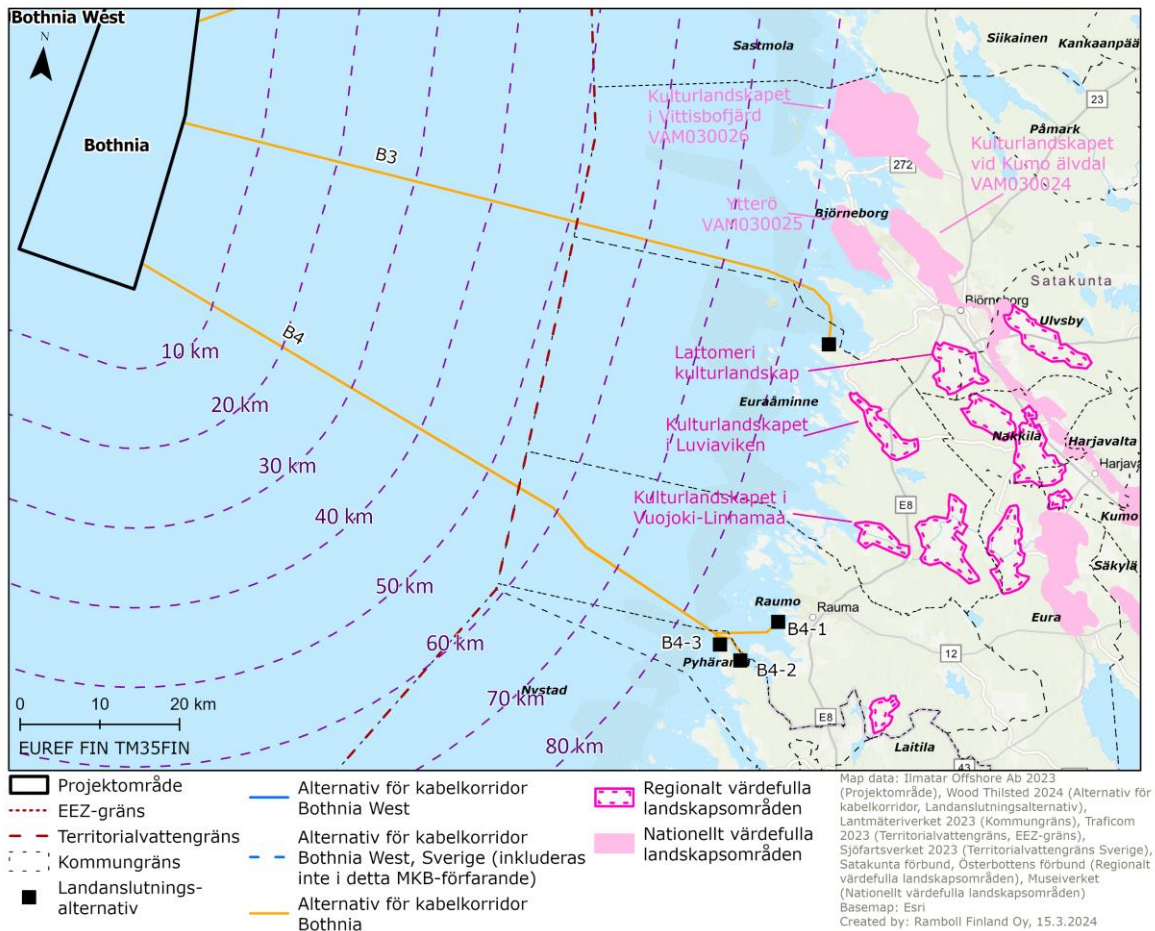 Bothnia West
N
Bothnia
B3
B4
10 km
20 km
30 km
40 km
50 km
60 km
70 km
80 km
Sastmola
Siikainen
Kankaanpää
23
Påmark
Kulturlandskapet
i Vittisbofjärd
VAM030026
272
Kulturlandskapet
vid Kumo älvdal
VAM030024
Ytterö
VAM030025
Björneborg
Satakunta
Björneborg
Ulvsby
Lattomeri
kulturlandskap
Euraåminne
Kulturlandskapet
Luviaviken
Nakkila
Harjavalta
Harjava
Kulturlandskapet i
Vuojoki-Linnamaa
E8
Kumo
Säkylä
Raumo
Rauma
Eura
B4-1
B4-3
B4-2
12
Nystad
E8
Laitila
43
0 10 20 km
EUREF FIN TM35FIN
Projektområde
EEZ-gräns
Territorialvattengräns
Kommungräns
Landanslutnings-
alternativ
Alternativ för kabelkorridor
Bothnia West
Alternativ för kabelkorridor
Bothnia West, Sverige (inkluderas
inte i detta MKB-förfarande)
Alternativ för kabelkorridor
Bothnia
Regionalt värdefulla
landskapsområden
Nationellt värdefulla
landskapsområden
Map data: Ilmatar Offshore Ab 2023
(Projektområde), Wood Thilsted 2024 (Alternativ för
kabelkorridor, Landanslutningsalternativ),
Lantmäteriverket 2023 (Kommungräns), Traficom
2023 (Territorialvattengräns, EEZ-gräns),
Sjöfartsverket 2023 (Territorialvattengräns Sverige),
Satakunta förbund, Österbottens förbund (Regionalt
värdefulla landskapsområden), Museiverket
(Nationellt värdefulla landskapsområden)
Basemap: Esri
Created by: Ramboll Finland Oy, 15.3.2024